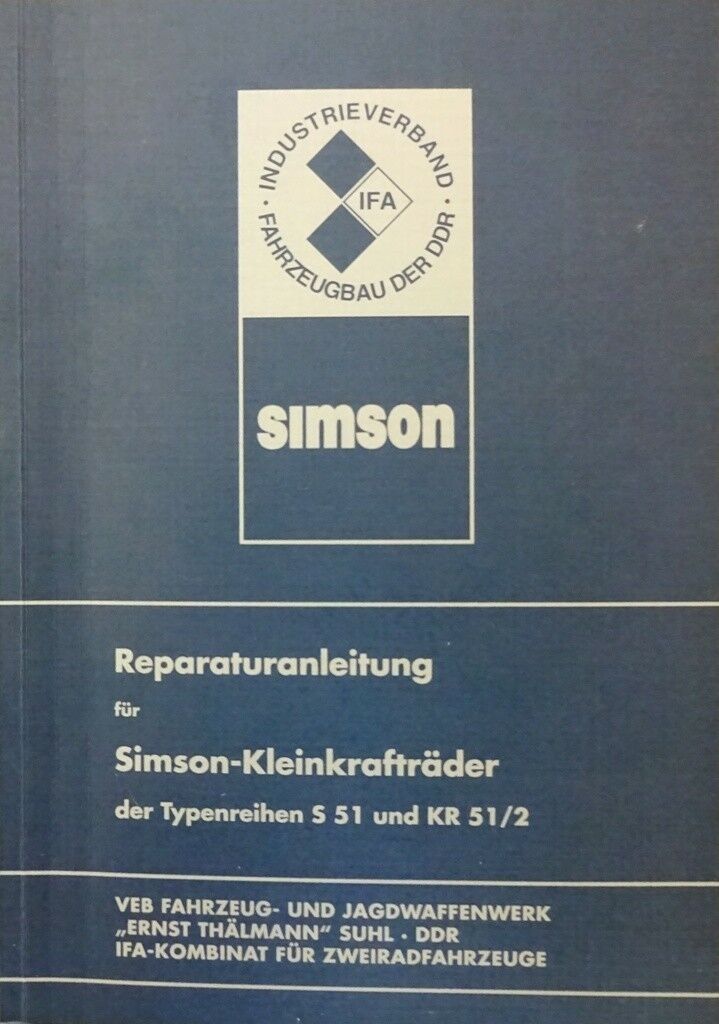 · INDUSTRIEVERBAND ·
FAHRZEUGBAU DER DDR
IFA
simson
Reparaturanleitung
für
Simson-Kleinkrafträder
der Typenreihen S 51 und KR 51/2
VEB FAHRZEUG- UND JAGDWAFFENWERK
„ERNST THÄLMANN“ SUHL · DDR
IFA-KOMBINAT FÜR ZWEIRADFAHRZEUGE